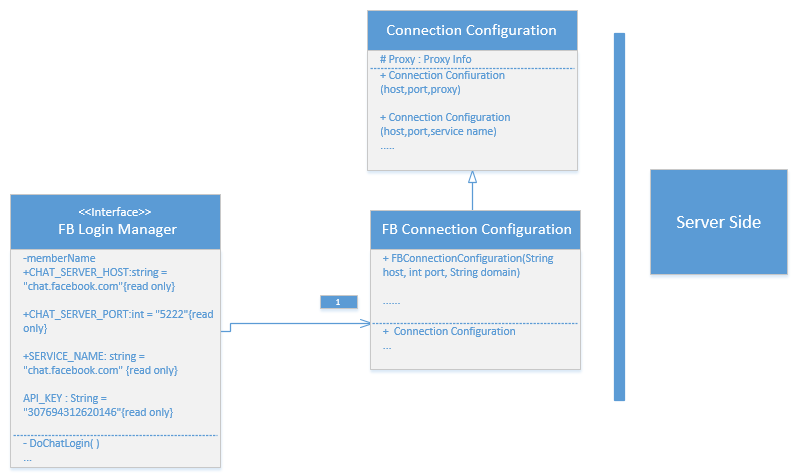 Connection Configuration
# Proxy : Proxy Info
+ Connection Confiuration
(host,port,proxy)
+ Connection Configuration
(host,port,service name)
.....
<<Interface>>
FB Login Manager
-memberName
+CHAT_SERVER_HOST:string =
"chat.facebook.com"{read only}
+CHAT_SERVER_PORT:int = "5222"{read
only}
+SERVICE_NAME: string =
"chat.facebook.com" {read only}
API_KEY : String =
"307694312620146"{read only}
- DoChatLogin( )
...
1
FB Connection Configuration
+ FBConnectionConfiguration(String
host, int port, String domain)
......
+ Connection Configuration
...
Server Side